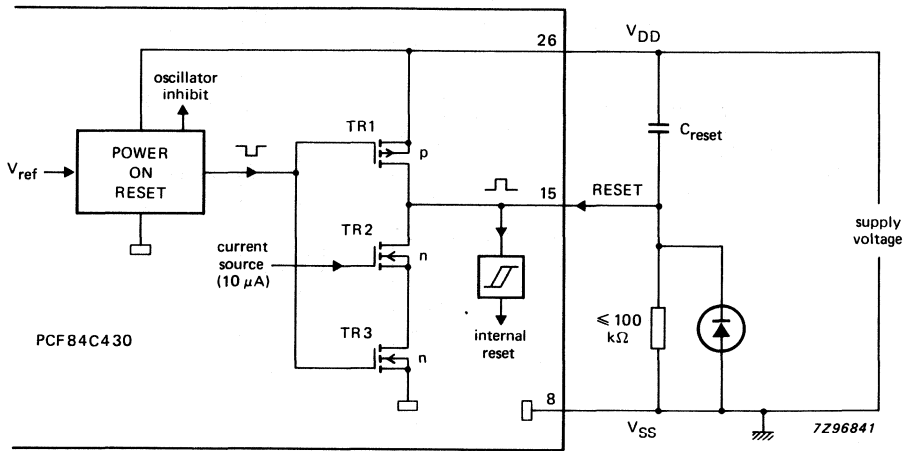 26
V_DD
oscillator
inhibit
TR1
p
C_reset
POWER
ON
RESET
V_ref
15
RESET
TR2
n
supply
voltage
current
source
(10 µA)
TR3
n
internal
reset
≤ 100
kΩ
PCF84C430
8
V_SS
7Z96841